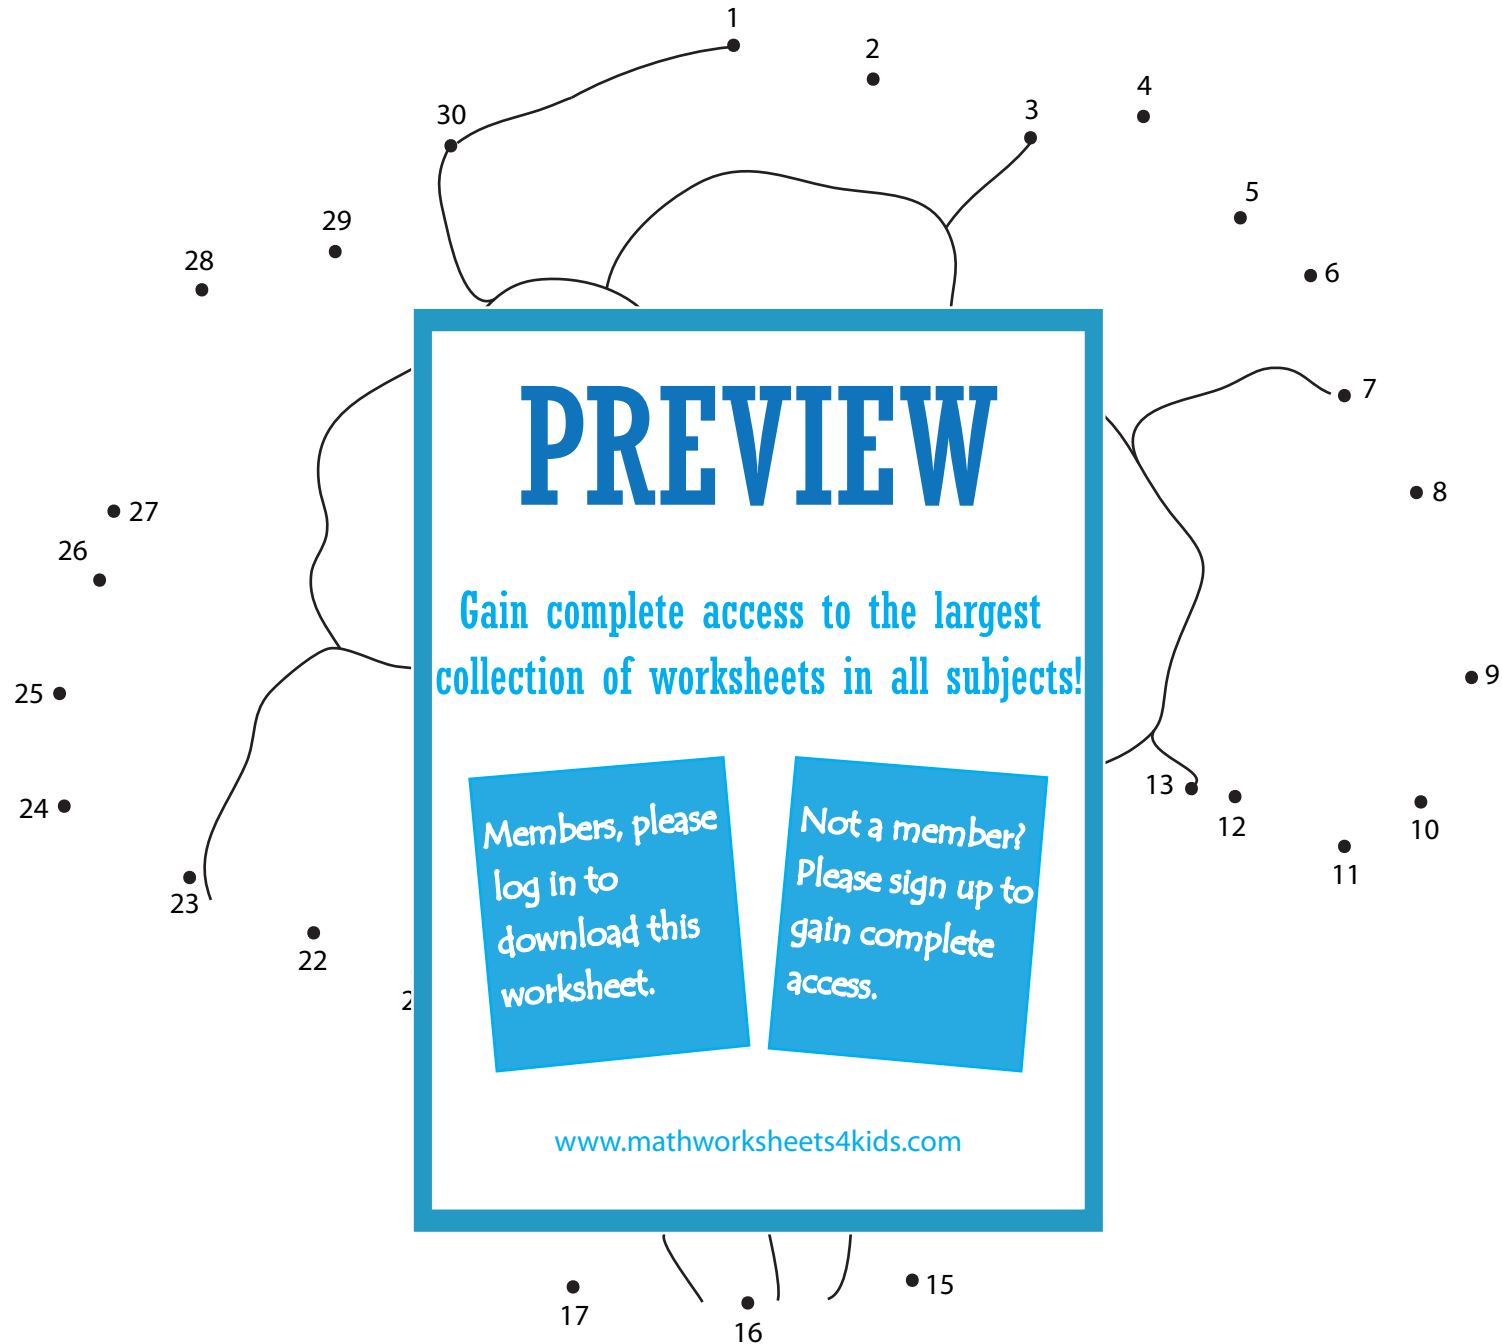 1
2
4
30
3
5
29
28
6
7
8
27
26
9
25
13
24
12
10
11
23
22
2
PREVIEW
Gain complete access to the largest
collection of worksheets in all subjects!
Members, please
log in to
download this
worksheet.
Not a member?
Please sign up to
gain complete
access.
www.mathworksheets4kids.com
15
17
16